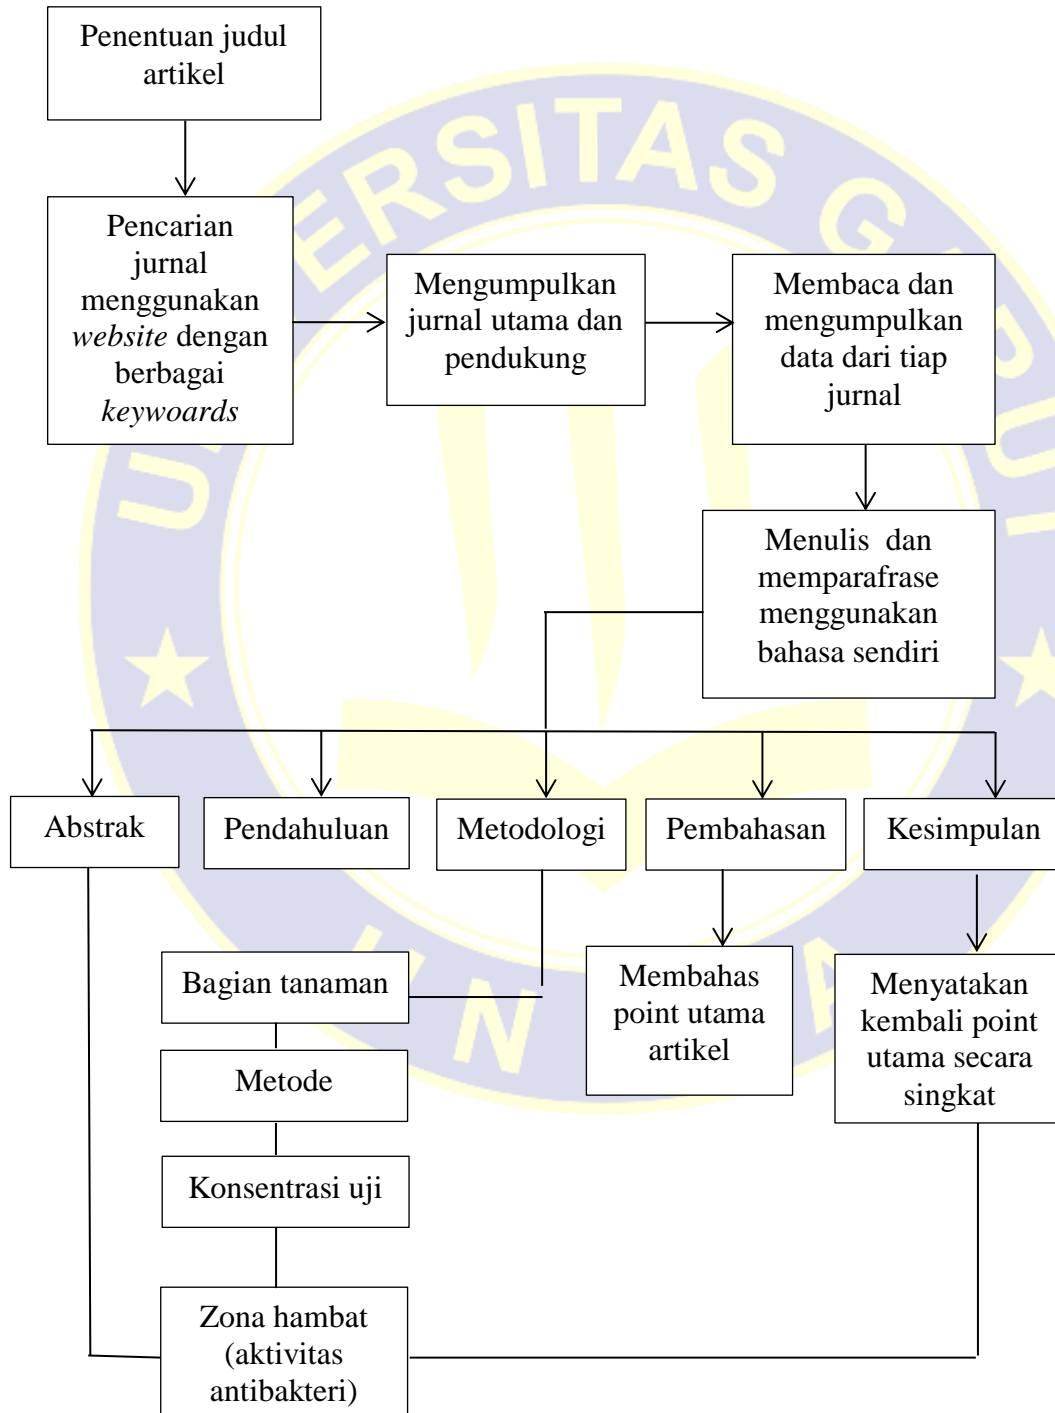 Penentuan judul
artikel
Pencarian
jurnal
menggunakan
website dengan
berbagai
keywoards
Mengumpulkan
jurnal utama dan
pendukung
Membaca dan
mengumpulkan
data dari tiap
jurnal
Menulis  dan
memparafrase
menggunakan
bahasa sendiri
Abstrak
Pendahuluan
Metodologi
Pembahasan
Kesimpulan
Bagian tanaman
Metode
Konsentrasi uji
Zona hambat
(aktivitas
antibakteri)
Membahas
point utama
artikel
Menyatakan
kembali point
utama secara
singkat